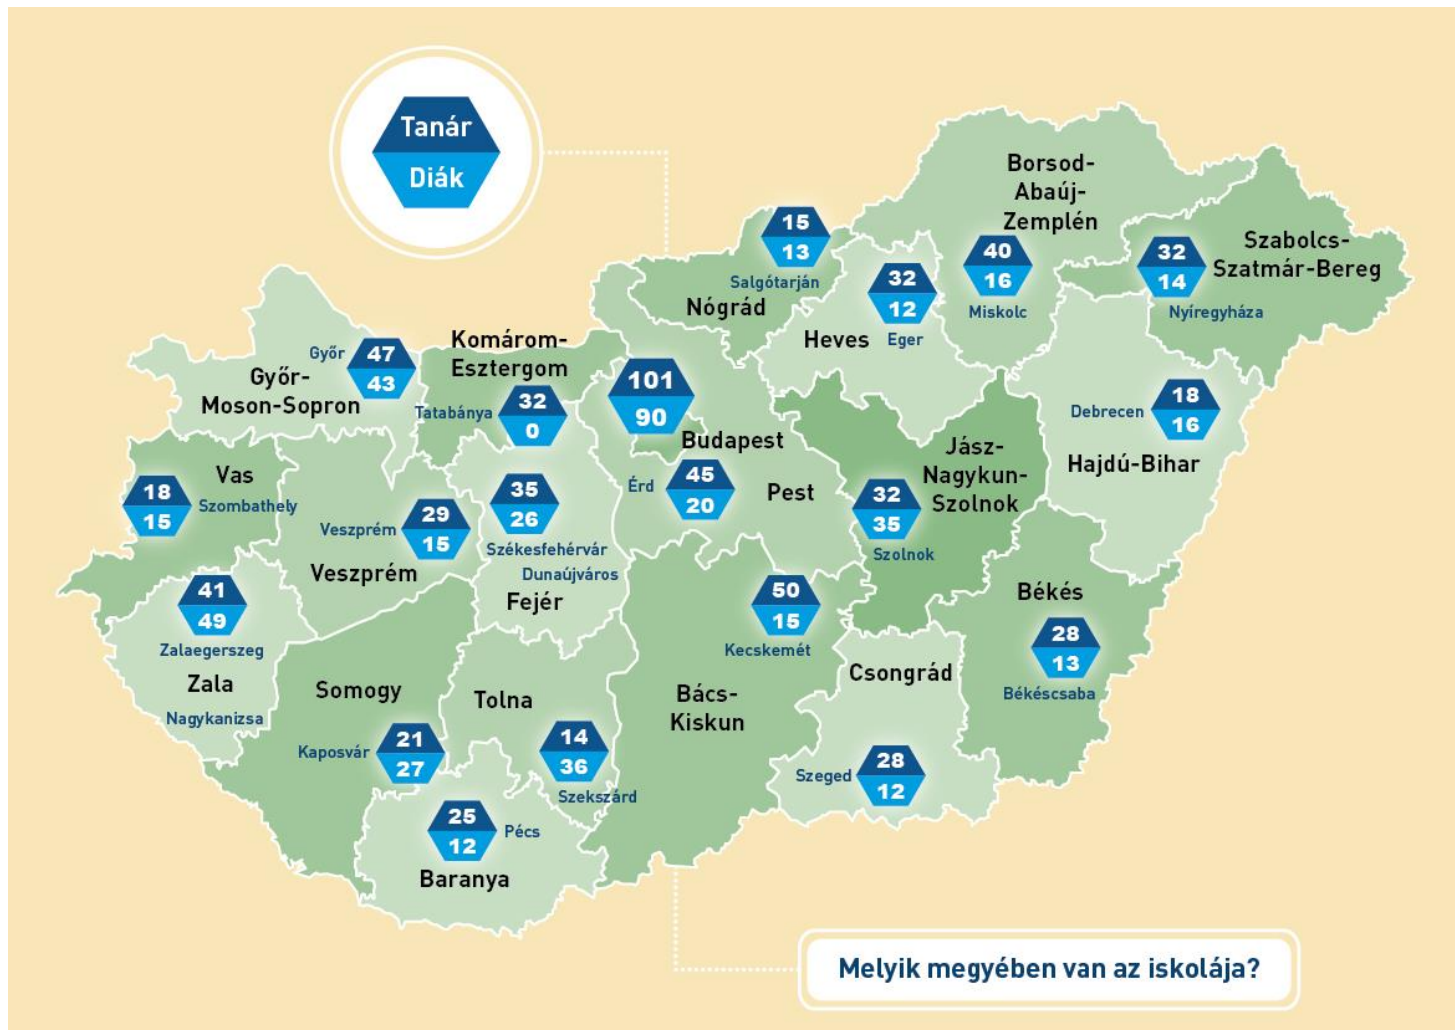 Tanár
Diák
Borsod-
Abaúj-
Zemplén
40
16
Miskolc
Szabolcs-
Szatmár-Bereg
32
14
Nyíregyháza
15
13
Salgótarján
Nógrád
32
12
Heves
Eger
Győr
47
43
Győr-
Moson-Sopron
Komárom-
Esztergom
Tatabánya
32
0
101
90
Budapest
Érd
45
20
Pest
Jász-
Nagykun-
Szolnok
32
35
Szolnok
Debrecen
18
16
Hajdú-Bihar
Vas
18
15
Szombathely
Veszprém
29
15
Veszprém
35
26
Székesfehérvár
Dunaújváros
Fejér
41
49
Zalaegerszeg
Zala
Nagykanizsa
Somogy
Kaposvár
21
27
Tolna
14
36
Szekszárd
50
15
Kecskemét
Bács-
Kiskun
Csongrád
Szeged
28
12
Békés
28
13
Békéscsaba
25
12
Pécs
Baranya
Melyik megyében van az iskolája?